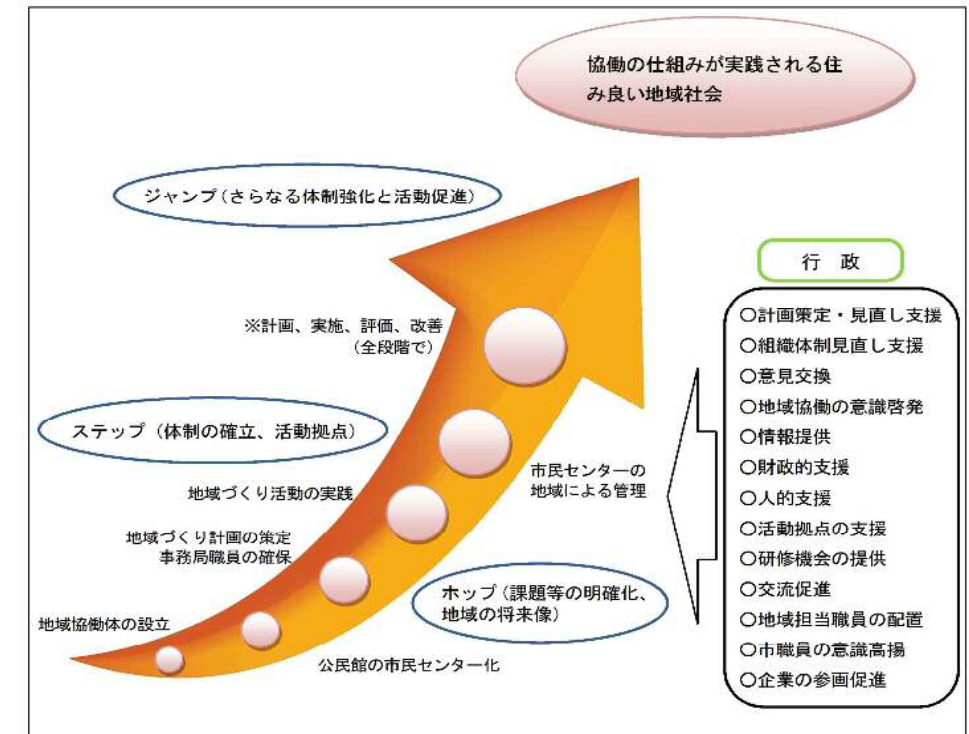 協働の仕組みが実践される住
み良い地域社会
ジャンプ(さらなる体制強化と活動促進)
※計画、実施、評価、改善
(全段階で)
ステップ(体制の確立、活動拠点)
市民センターの
地域による管理
地域づくり活動の実践
地域づくり計画の策定
事務局職員の確保
ホップ(課題等の明確化、
地域の将来像)
地域協働体の設立
公民館の市民センター化
行 政
○計画策定・見直し支援
○組織体制見直し支援
○意見交換
○地域協働の意識啓発
○情報提供
○財政的支援
○人的支援
○活動拠点の支援
○研修機会の提供
○交流促進
○地域担当職員の配置
○市職員の意識高揚
○企業の参画促進